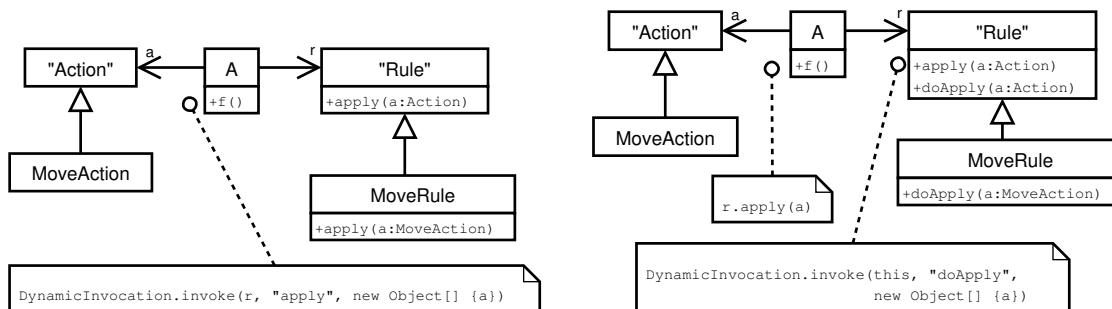 "Action"
a
A
+f()
r
"Rule"
+apply(a:Action)
MoveAction
MoveRule
+apply(a:MoveAction)
DynamicInvocation.invoke(r, "apply", new Object[] {a})
"Action"
a
A
+f()
r
"Rule"
+apply(a:Action)
+doApply(a:Action)
MoveAction
MoveRule
+doApply(a:MoveAction)
r.apply(a)
DynamicInvocation.invoke(this, "doApply",
new Object[] {a})